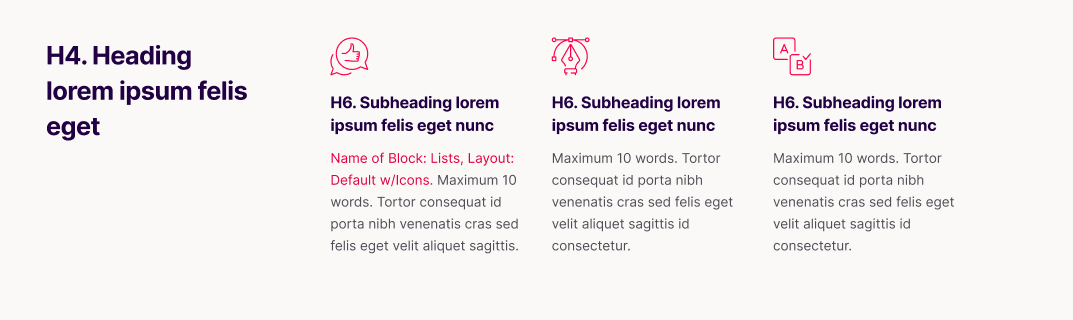 H4. Heading
lorem ipsum felis
eget
H6. Subheading lorem
ipsum felis eget nunc
Name of Block: Lists, Layout:
Default w/Icons. Maximum 10
words. Tortor consequat id
porta nibh venenatis cras sed
felis eget velit aliquet sagittis.
H6. Subheading lorem
ipsum felis eget nunc
Maximum 10 words. Tortor
consequat id porta nibh
venenatis cras sed felis eget
velit aliquet sagittis id
consectetur.
A
B
H6. Subheading lorem
ipsum felis eget nunc
Maximum 10 words. Tortor
consequat id porta nibh
venenatis cras sed felis eget
velit aliquet sagittis id
consectetur.